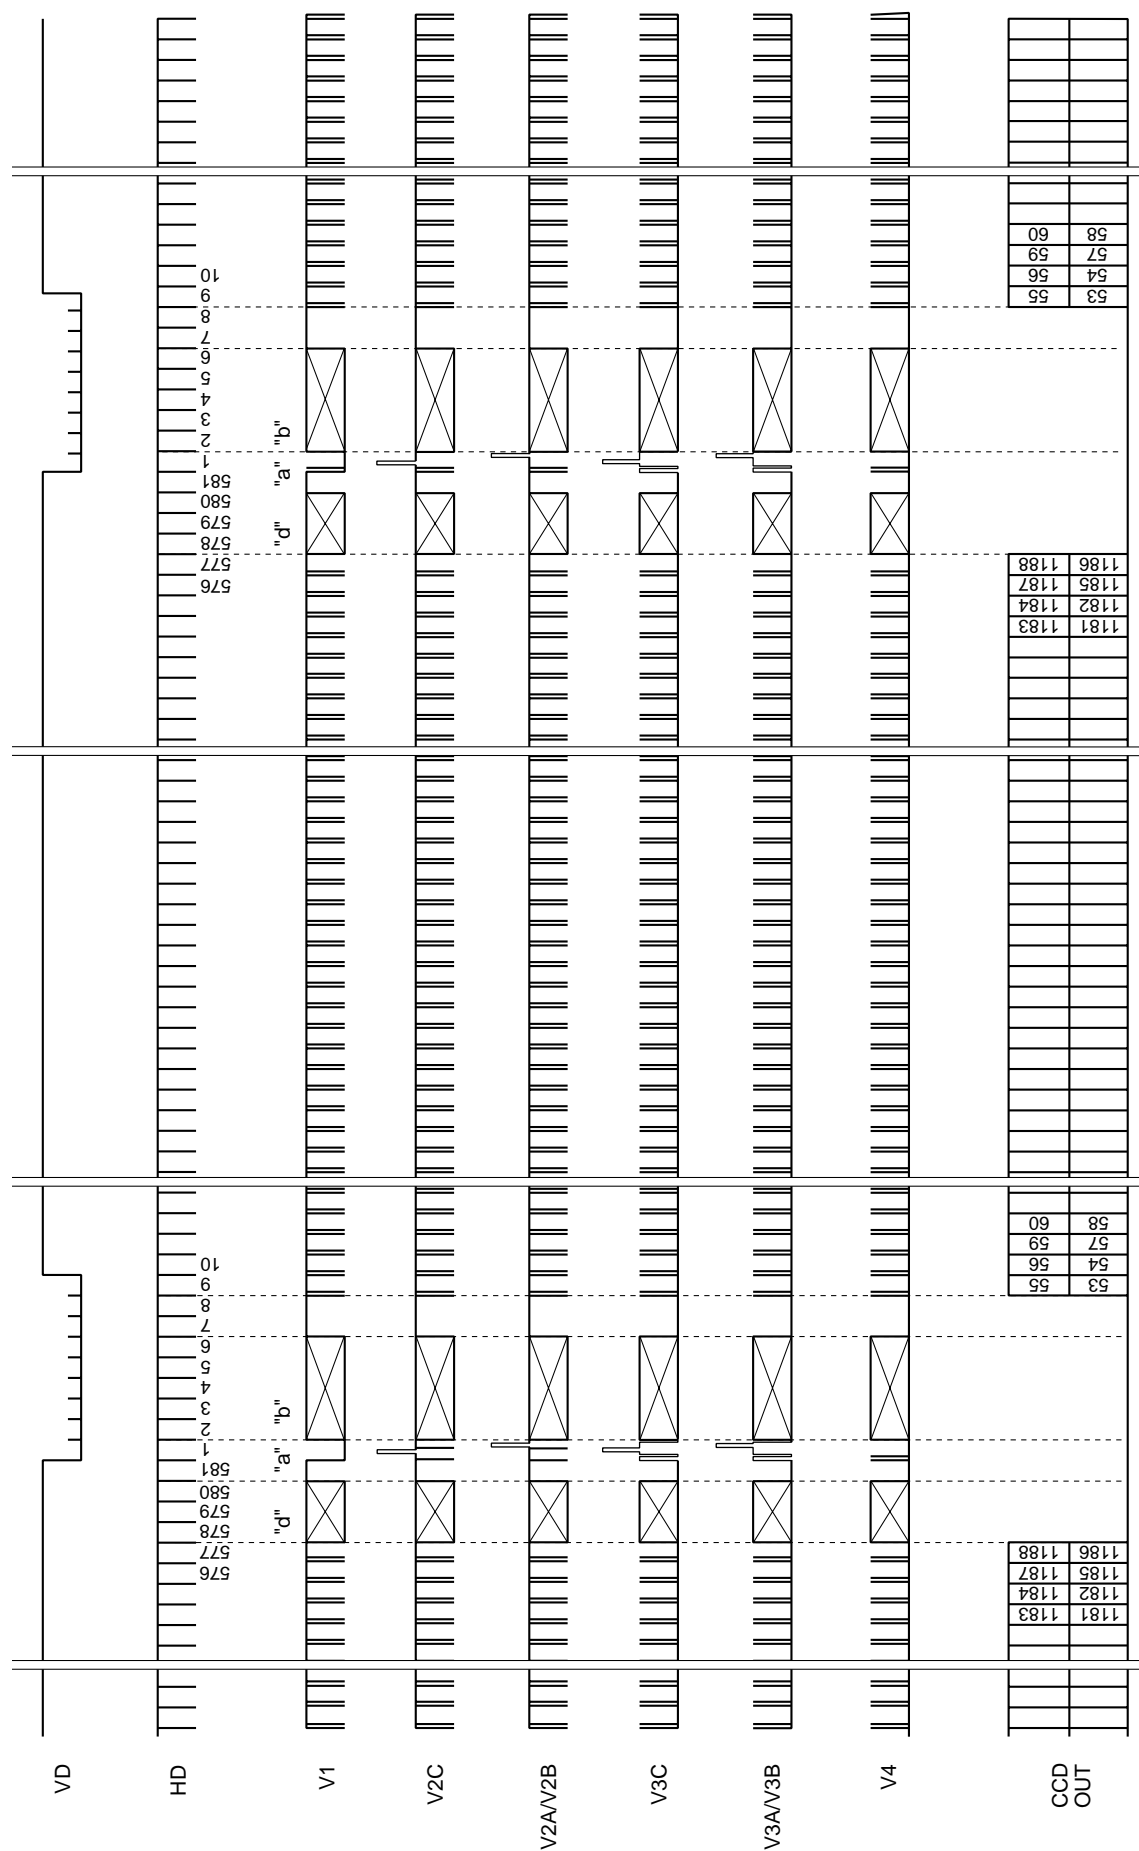 VD
HD
576
577
578
579
580
581
1
2
3
4
5
6
7
8
9
10
576
577
578
579
580
581
1
2
3
4
5
6
7
8
9
10
"d"
"a"
"b"
"d"
"a"
"b"
V1
V2C
V2A/V2B
V3C
V3A/V3B
V4
CCD
OUT
1183 1184 1187 1188
1181 1182 1185 1186
55 56 59 60
53 54 57 58
1183 1184 1187 1188
1181 1182 1185 1186
55 56 59 60
53 54 57 58